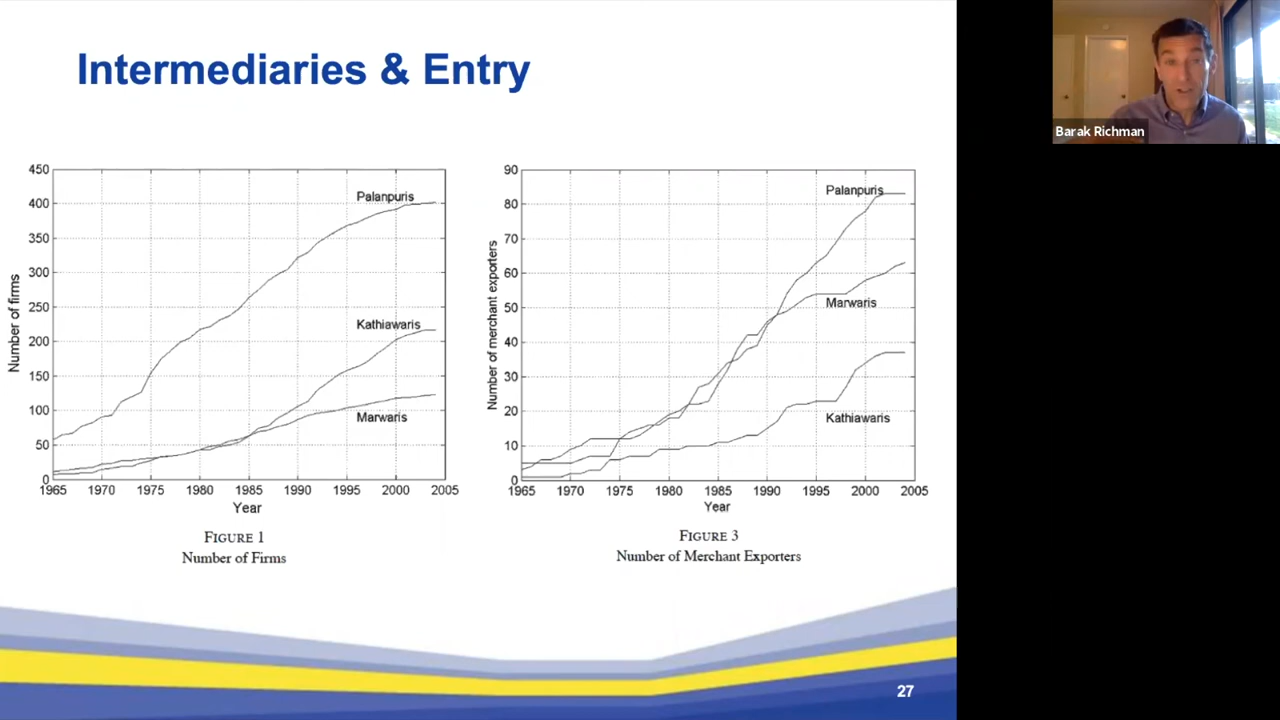 Intermediaries & Entry
Barak Richman
450
400
350
300
250
200
150
100
50
0
Number of firms
Palanpuris
Kathiawaris
Marwaris
1965
1970
1975
1980
1985
1990
1995
2000
2005
Year
FIGURE 1
Number of Firms
90
80
70
60
50
40
30
20
10
0
Number of merchant exporters
Palanpuris
Marwaris
Kathiawaris
1965
1970
1975
1980
1985
1990
1995
2000
2005
Year
FIGURE 3
Number of Merchant Exporters
27